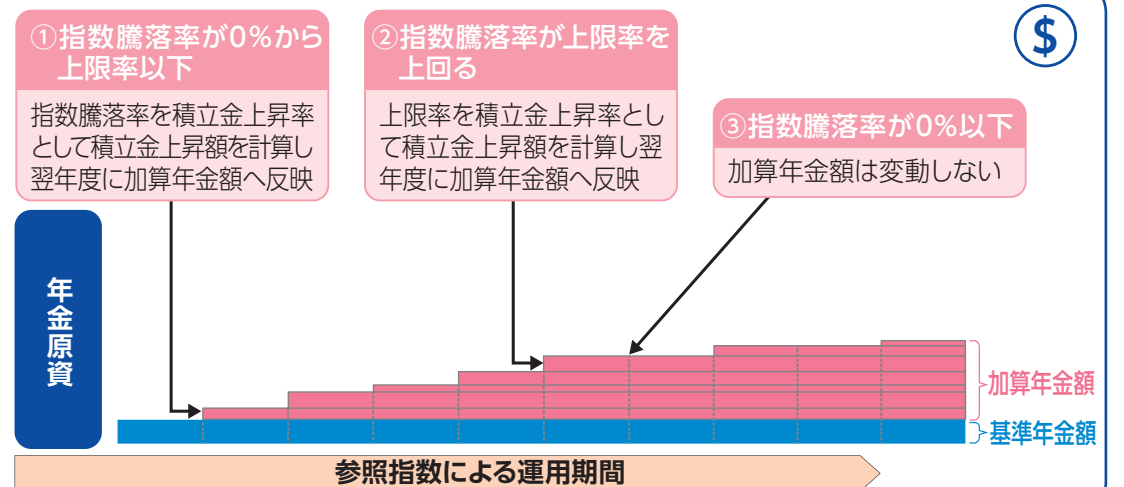 ①指数騰落率が0%から
上限率以下
指数騰落率を積立金上昇率
として積立金上昇額を計算し
翌年度に加算年金額へ反映
②指数騰落率が上限率を
上回る
上限率を積立金上昇率とし
て積立金上昇額を計算し翌
年度に加算年金額へ反映
③指数騰落率が0%以下
加算年金額は変動しない
$
年金原資
加算年金額
基準年金額
参照指数による運用期間